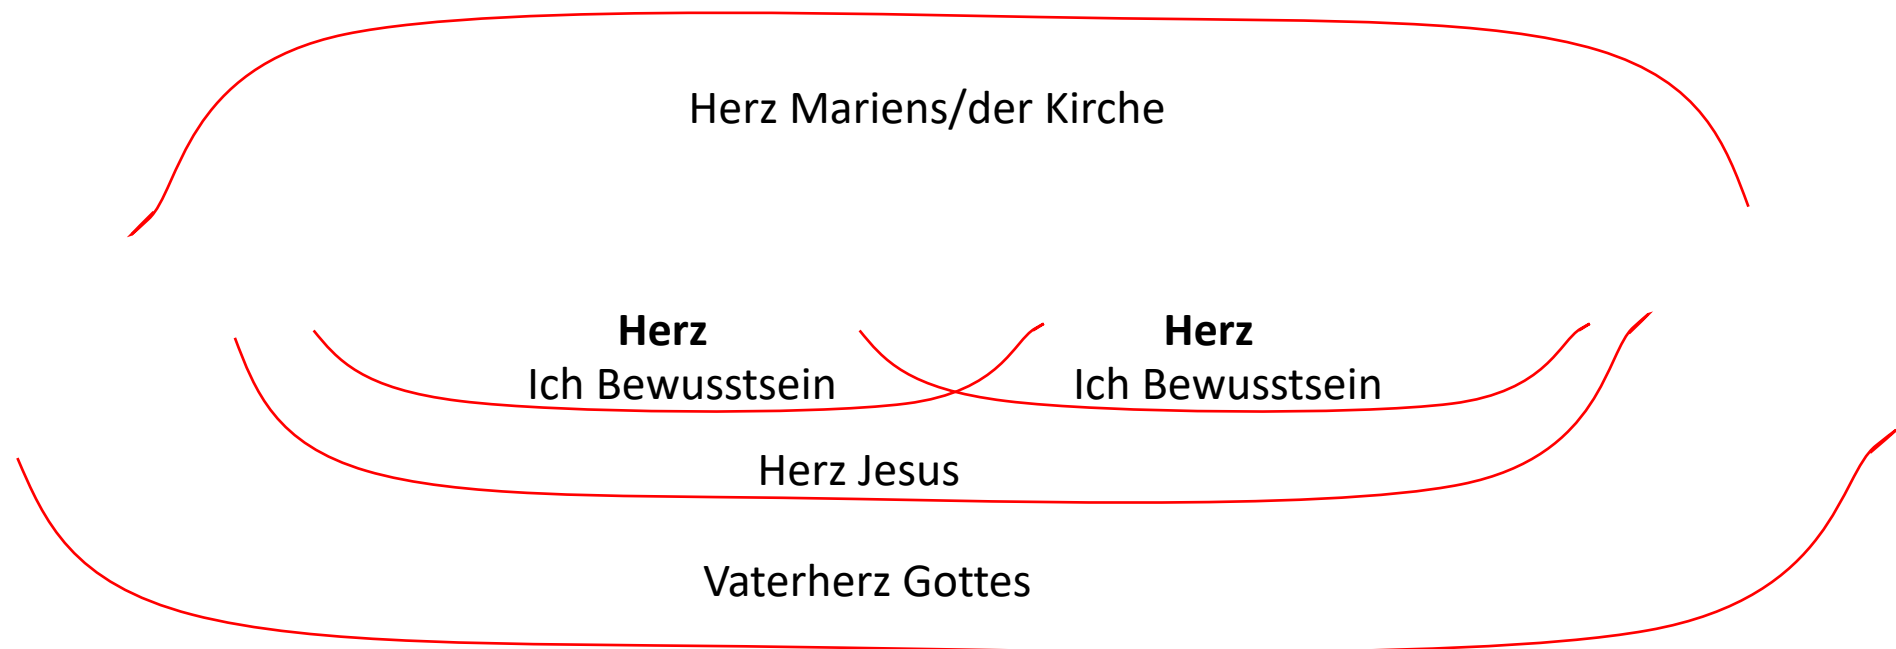 Herz Mariens/der Kirche
Herz
Ich Bewusstsein
Herz
Ich Bewusstsein
Herz Jesus
Vaterherz Gottes